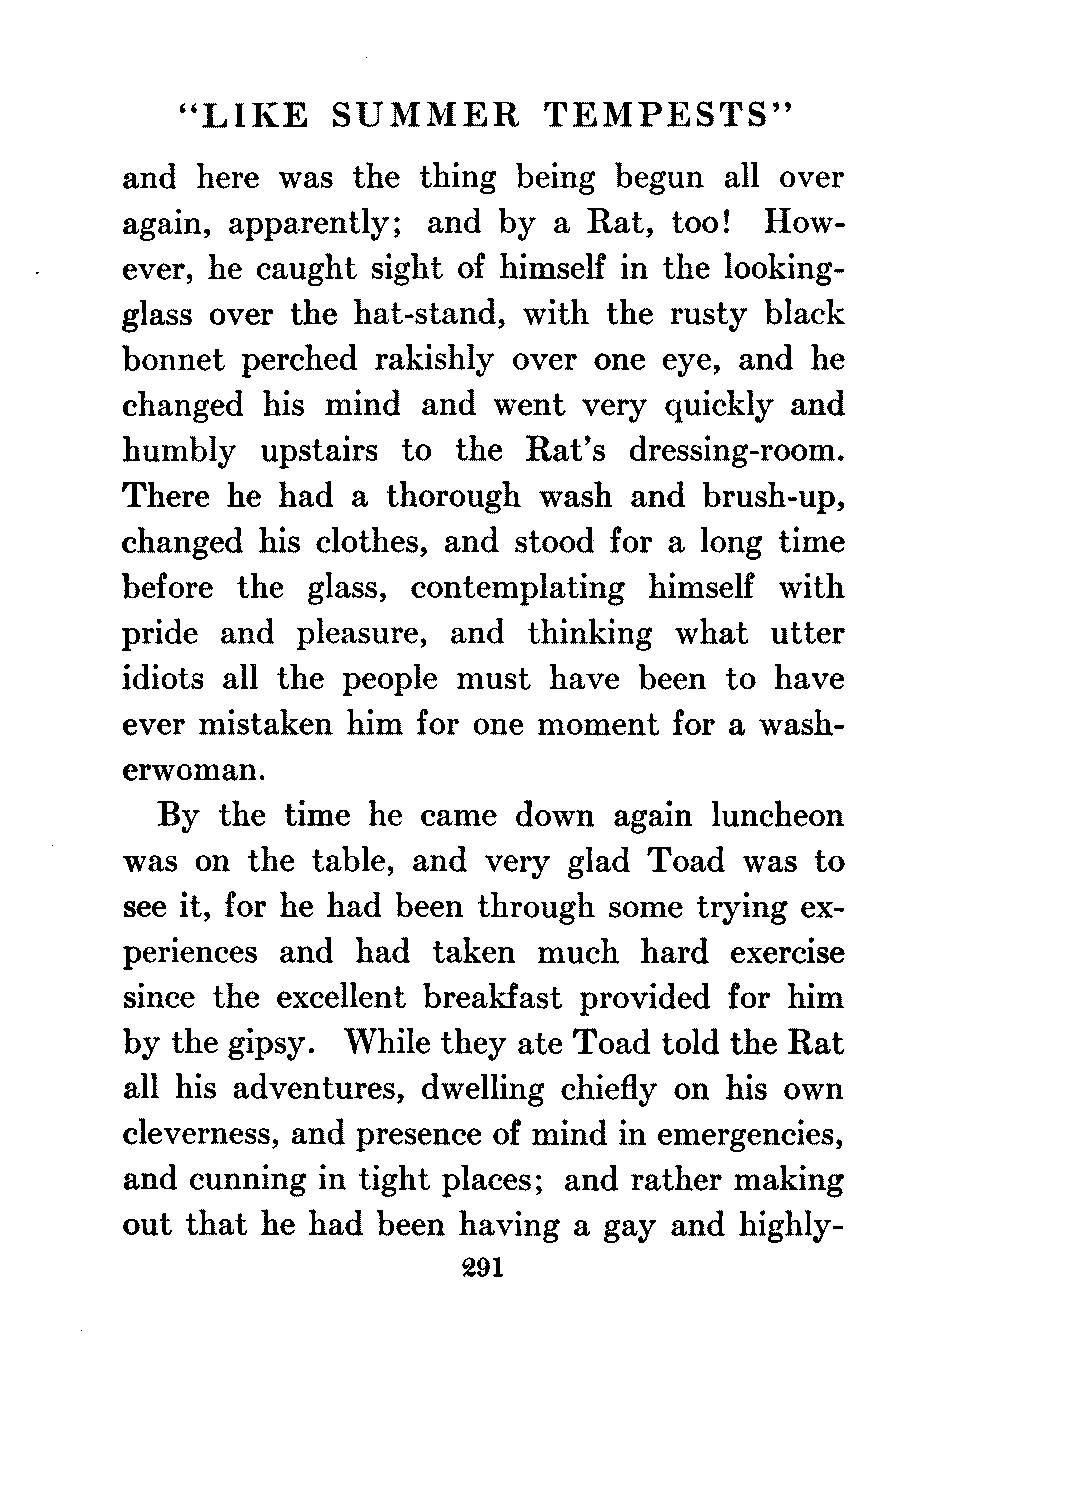 “LIKE SUMMER TEMPESTS”
and here was the thing being begun all over
again, apparently; and by a Rat, too! How-
ever, he caught sight of himself in the looking-
glass over the hat-stand, with the rusty black
bonnet perched rakishly over one eye, and he
changed his mind and went very quickly and
humbly upstairs to the Rat’s dressing-room.
There he had a thorough wash and brush-up,
changed his clothes, and stood for a long time
before the glass, contemplating himself with
pride and pleasure, and thinking what utter
idiots all the people must have been to have
ever mistaken him for one moment for a wash-
erwoman.
By the time he came down again luncheon
was on the table, and very glad Toad was to
see it, for he had been through some trying ex-
periences and had taken much hard exercise
since the excellent breakfast provided for him
by the gipsy. While they ate Toad told the Rat
all his adventures, dwelling chiefly on his own
cleverness, and presence of mind in emergencies,
and cunning in tight places; and rather making
out that he had been having a gay and highly-
291